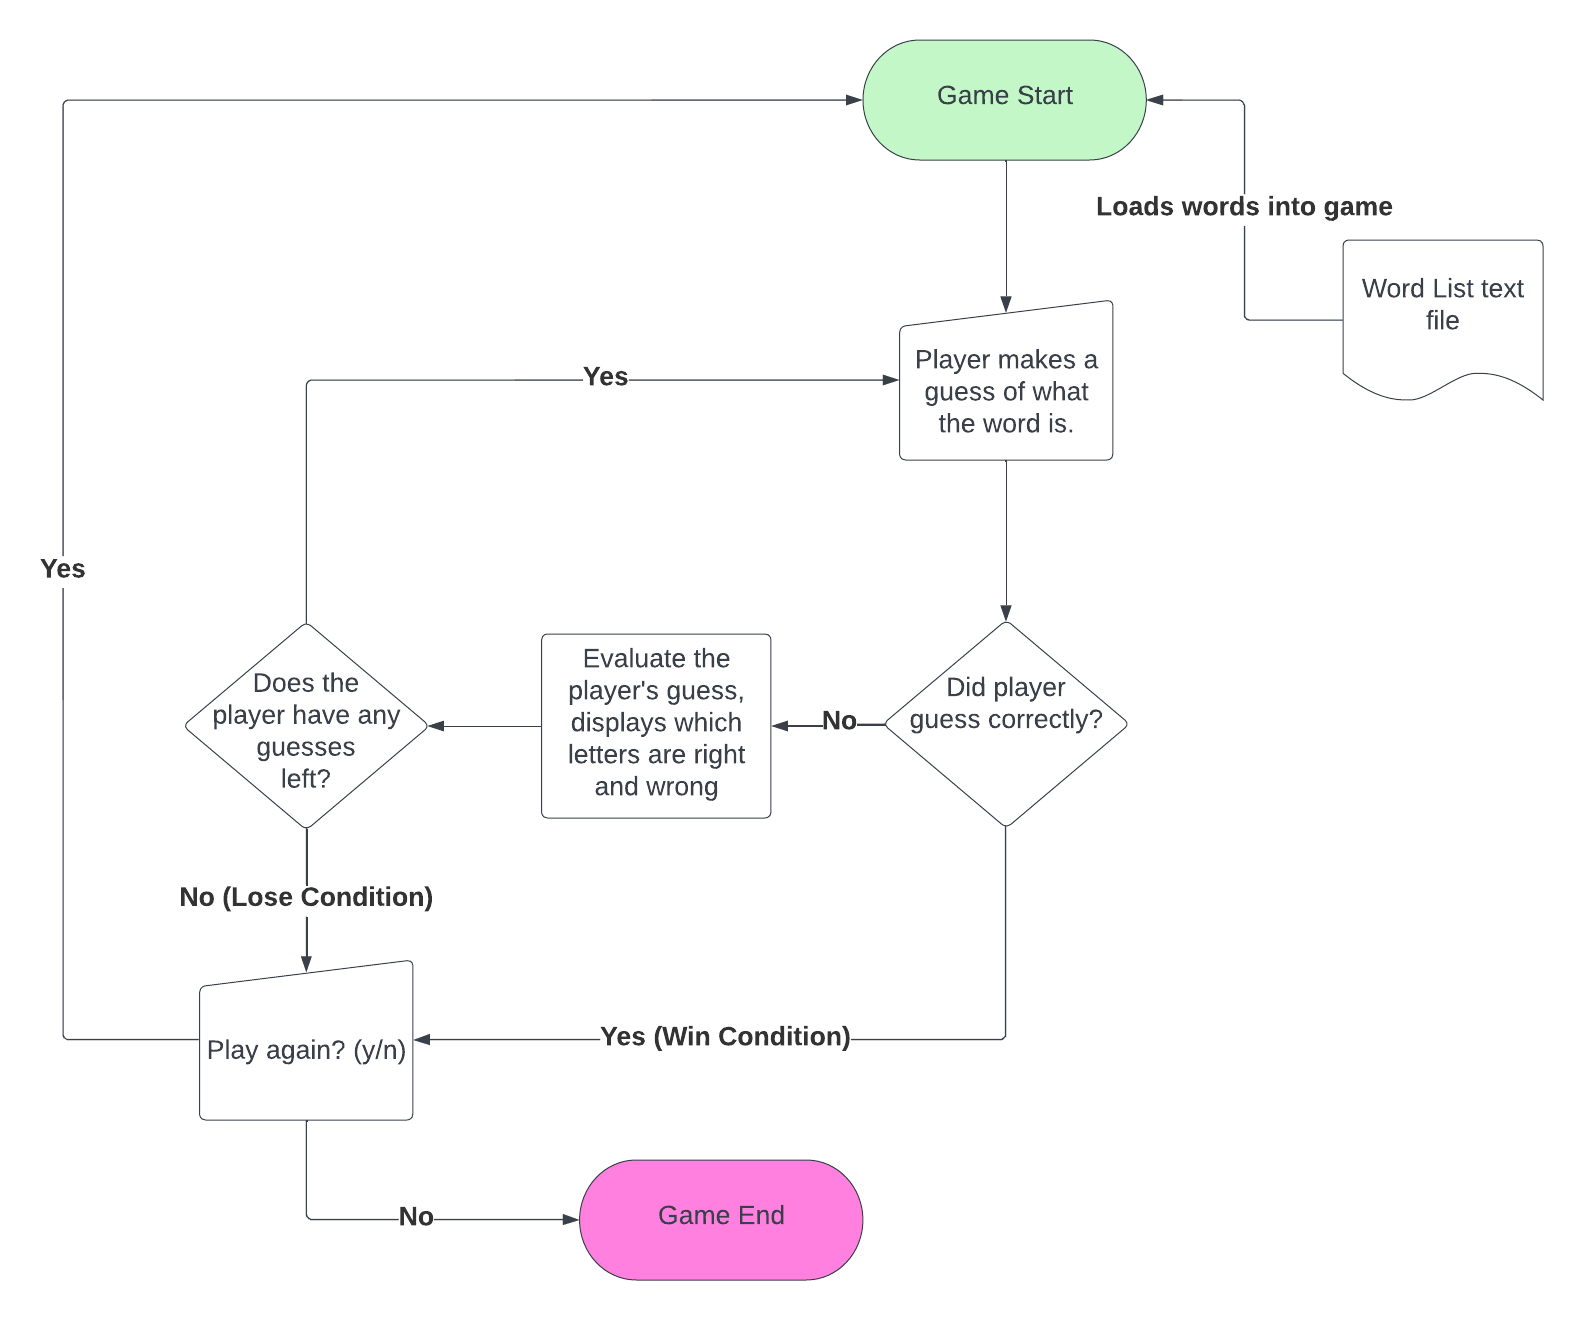 Game Start
Loads words into game
Word List text
file
Player makes a
guess of what
the word is.
Yes
Yes
Did player
guess correctly?
No
Evaluate the
player's guess,
displays which
letters are right
and wrong
Does the
player have any
guesses
left?
No (Lose Condition)
Yes (Win Condition)
Play again? (y/n)
No
Game End